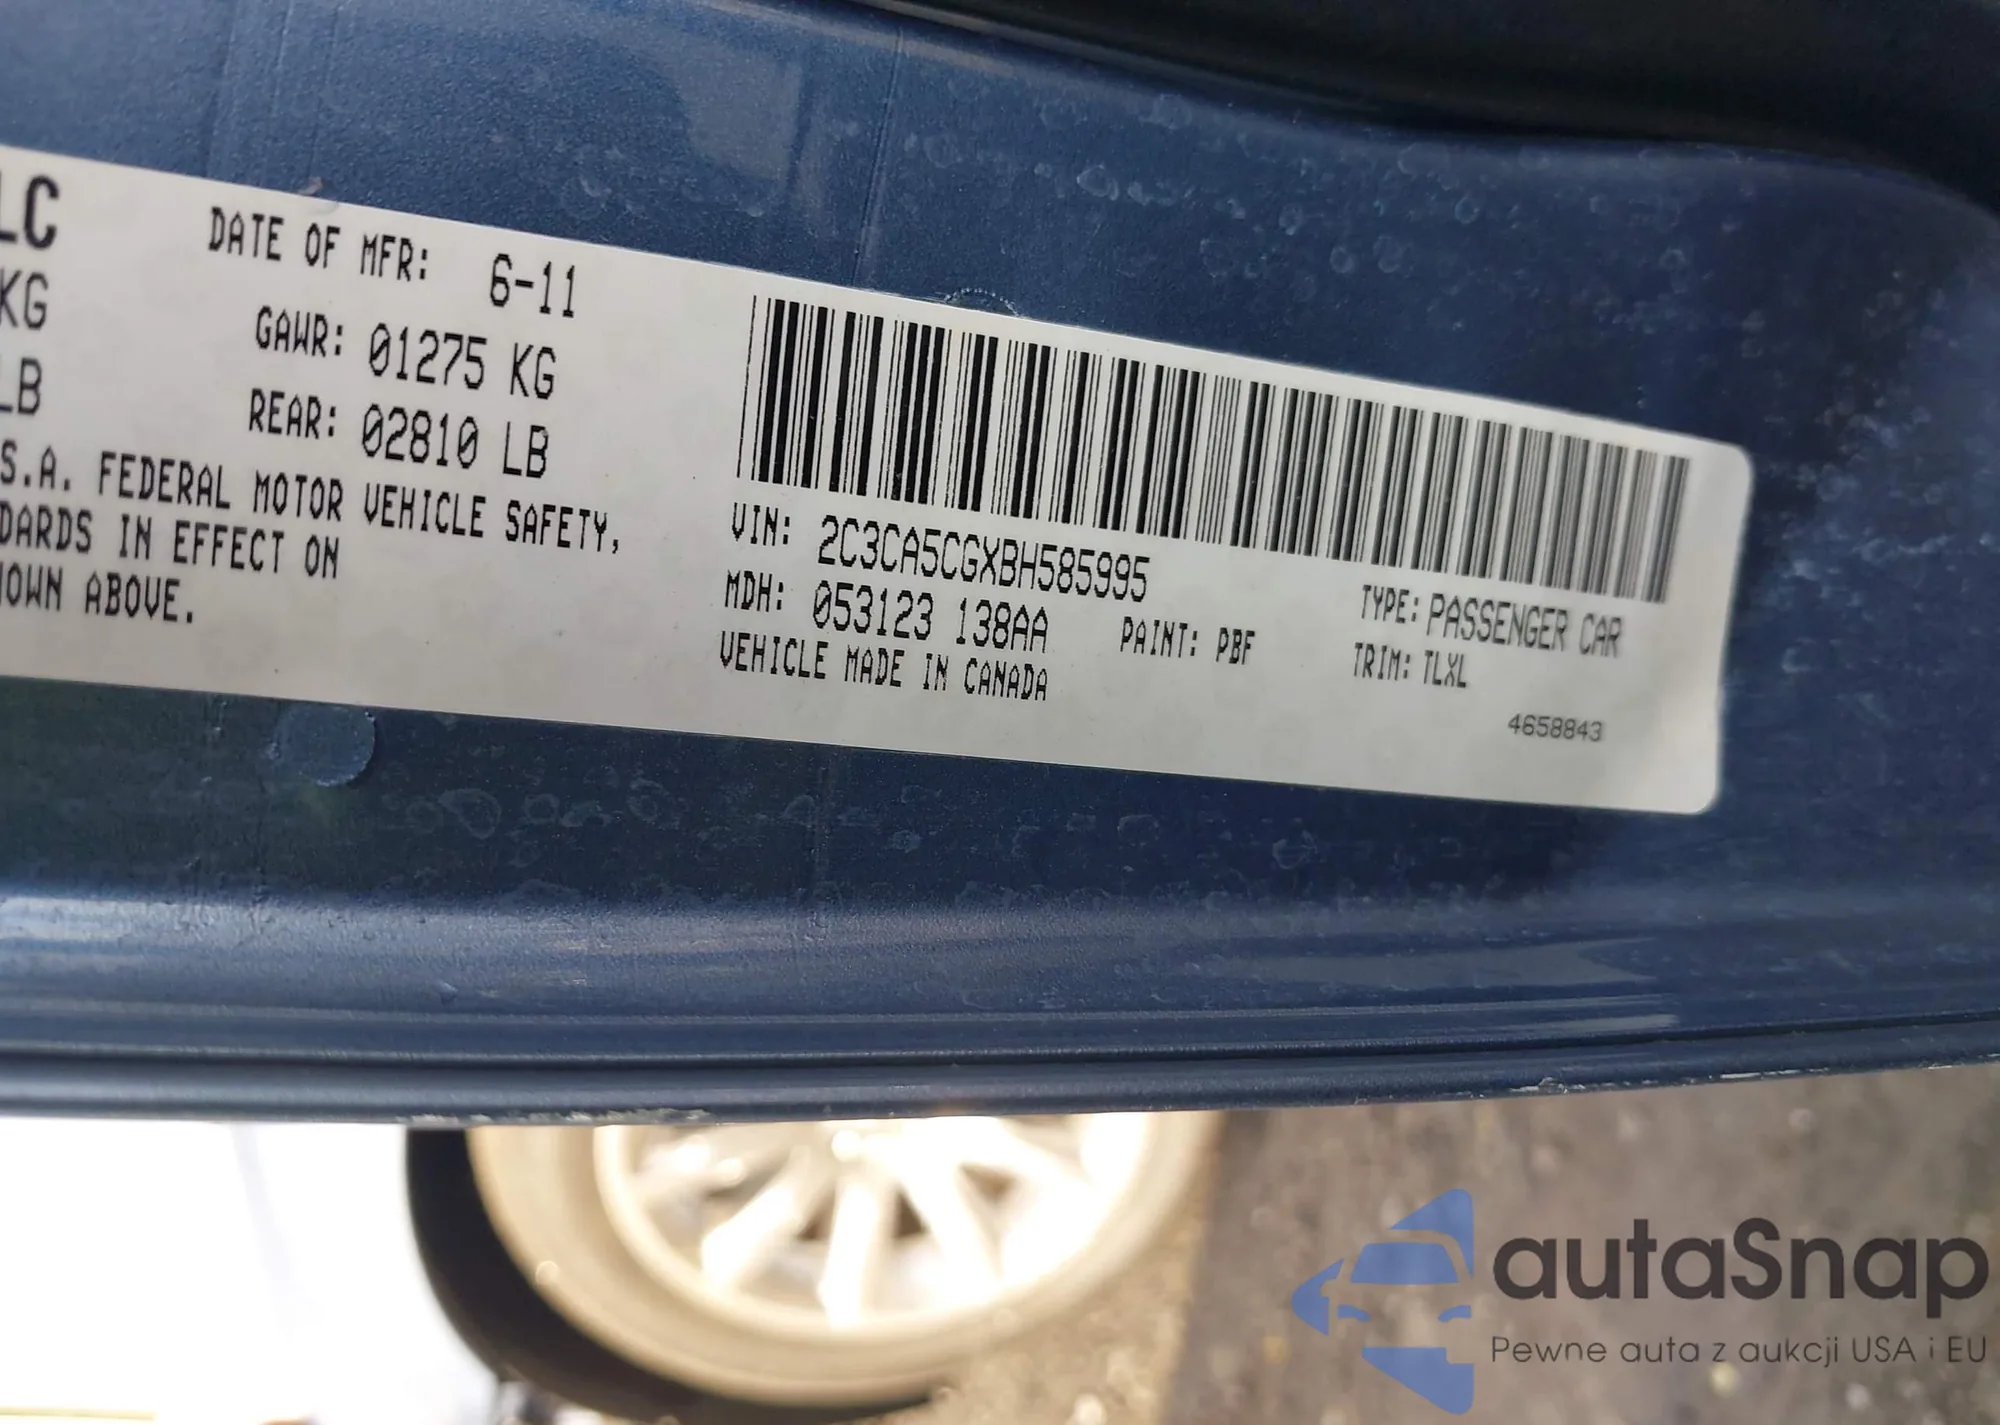 LC
DATE OF MFR: 6-11
KG
GAWR: 01275 KG
LB
REAR: 02810 LB
S.A. FEDERAL MOTOR VEHICLE SAFETY,
DARDS IN EFFECT ON
OWN ABOVE.
VIN: 2C3CA5CGXBH585995
MDH: 053123 138AA
PAINT: PBF
VEHICLE MADE IN CANADA
TYPE: PASSENGER CAR
TRIM: TLXL
4658843
autaSnap
Pewne auta z aukcji USA i EU